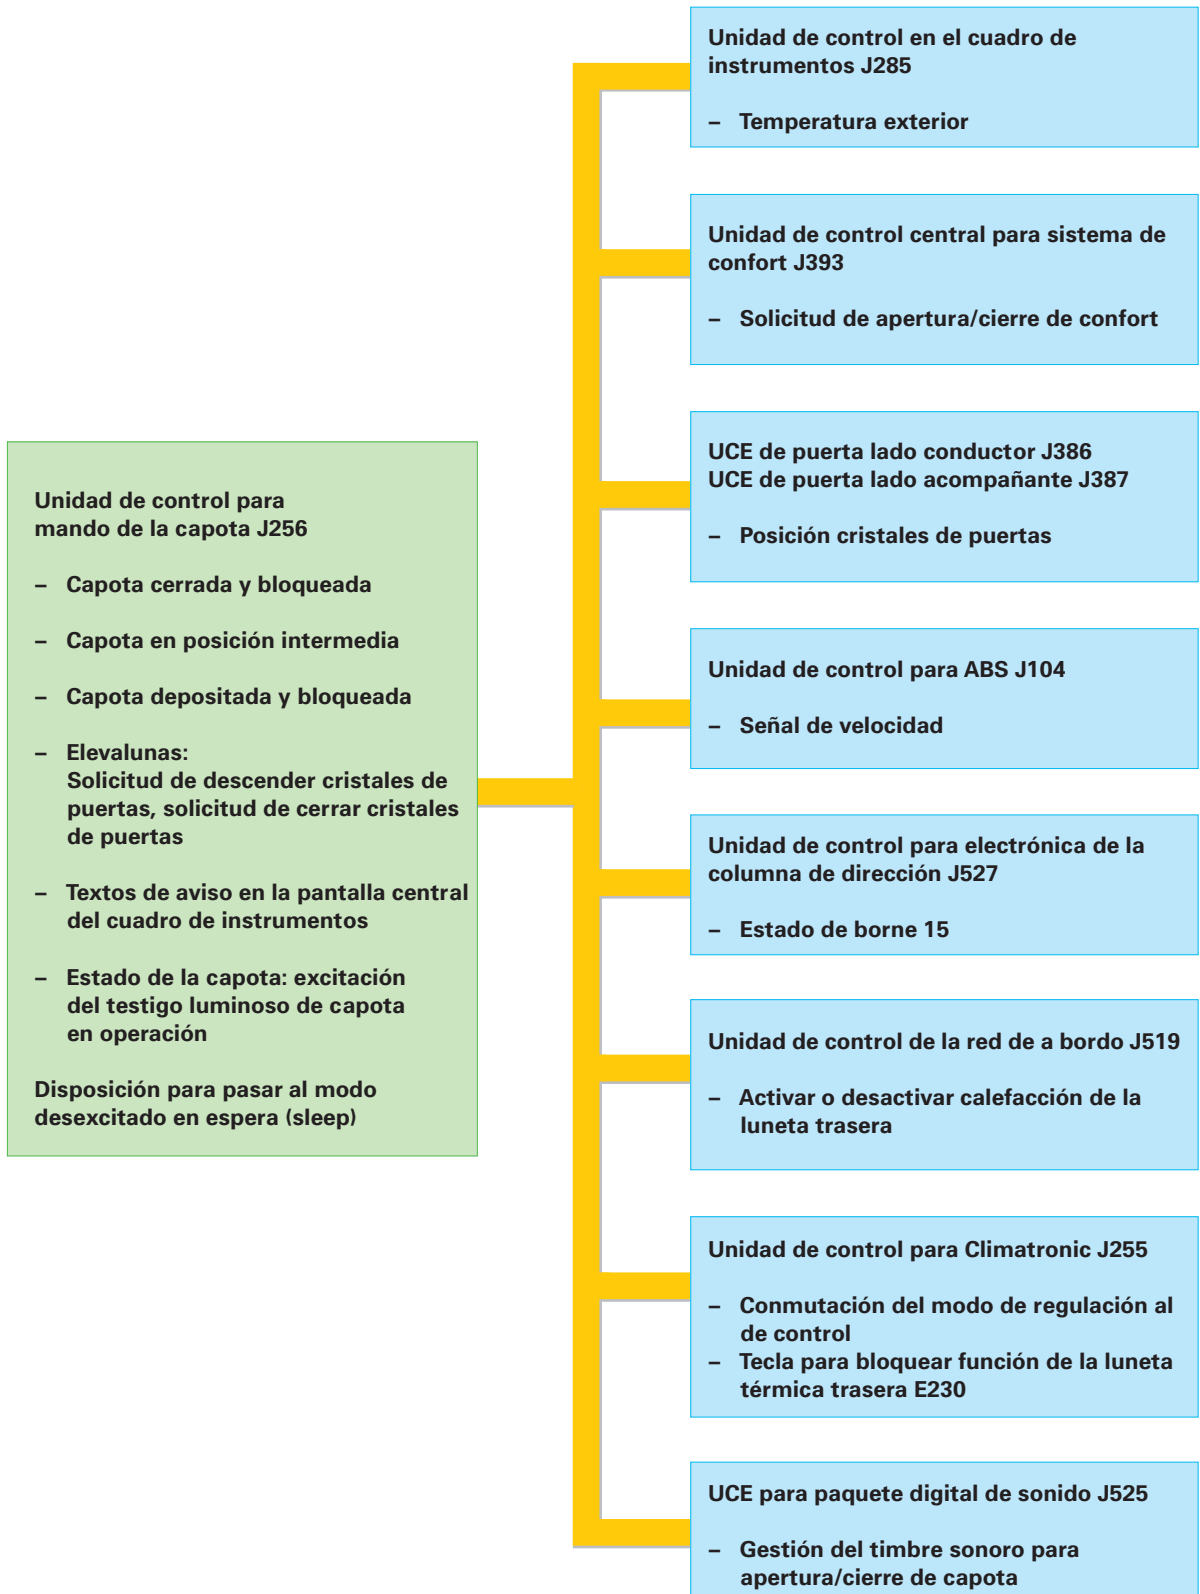 Unidad de control para
mando de la capota J256
– Capota cerrada y bloqueada
– Capota en posición intermedia
– Capota depositada y bloqueada
– Elevalunas:
Solicitud de descender cristales de
puertas, solicitud de cerrar cristales
de puertas
– Textos de aviso en la pantalla central
del cuadro de instrumentos
– Estado de la capota: excitación
del testigo luminoso de capota
en operación
Disposición para pasar al modo
desexcitado en espera (sleep)
Unidad de control en el cuadro de
instrumentos J285
– Temperatura exterior
Unidad de control central para sistema de
confort J393
– Solicitud de apertura/cierre de confort
UCE de puerta lado conductor J386
UCE de puerta lado acompañante J387
– Posición cristales de puertas
Unidad de control para ABS J104
– Señal de velocidad
Unidad de control para electrónica de la
columna de dirección J527
– Estado de borne 15
Unidad de control de la red de a bordo J519
– Activar o desactivar calefacción de la
luneta trasera
Unidad de control para Climatronic J255
– Conmutación del modo de regulación al
de control
– Tecla para bloquear función de la luneta
térmica trasera E230
UCE para paquete digital de sonido J525
– Gestión del timbre sonoro para
apertura/cierre de capota